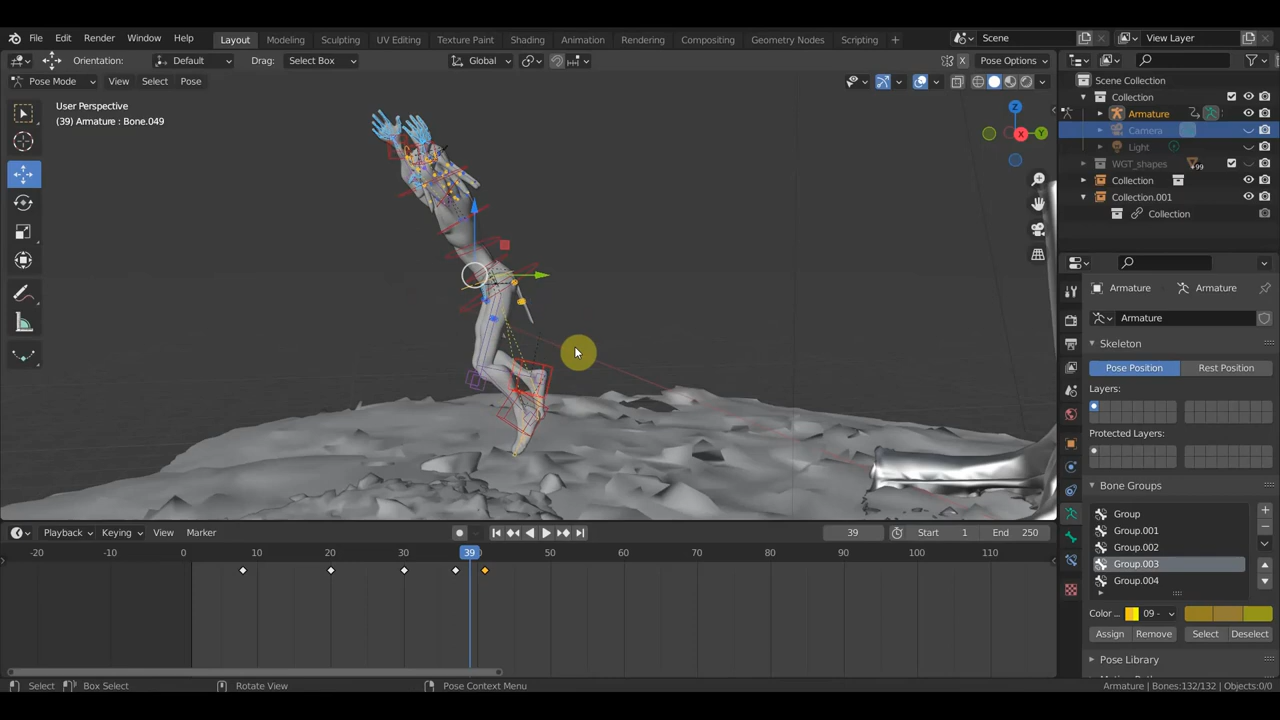 File Edit Render Window Help Layout Modeling Sculpting UV Editing Texture Paint Shading Animation Rendering Compositing Geometry Nodes Scripting + Scene View Layer
Orientation: Default Drag: Select Box Global X Pose Options
Pose Mode View Select Pose
User Perspective
(39) Armature : Bone.049
Z
X
Y
Scene Collection
Collection
Armature
Camera
Light
WGT_shapes +99
Collection
Collection.001
Collection
Armature Armature
Armature
Skeleton
Pose Position Rest Position
Layers:
Protected Layers:
Bone Groups
Group
Group.001
Group.002
Group.003
Group.004
Color ... 09 -
Assign Remove Select Deselect
Pose Library
Playback Keying View Marker 39 Start 1 End 250
-20 -10 10 20 30 39 50 60 70 80 90 100 110
Select Box Select Rotate View Pose Context Menu Armature | Bones:132/132 | Objects:0/0